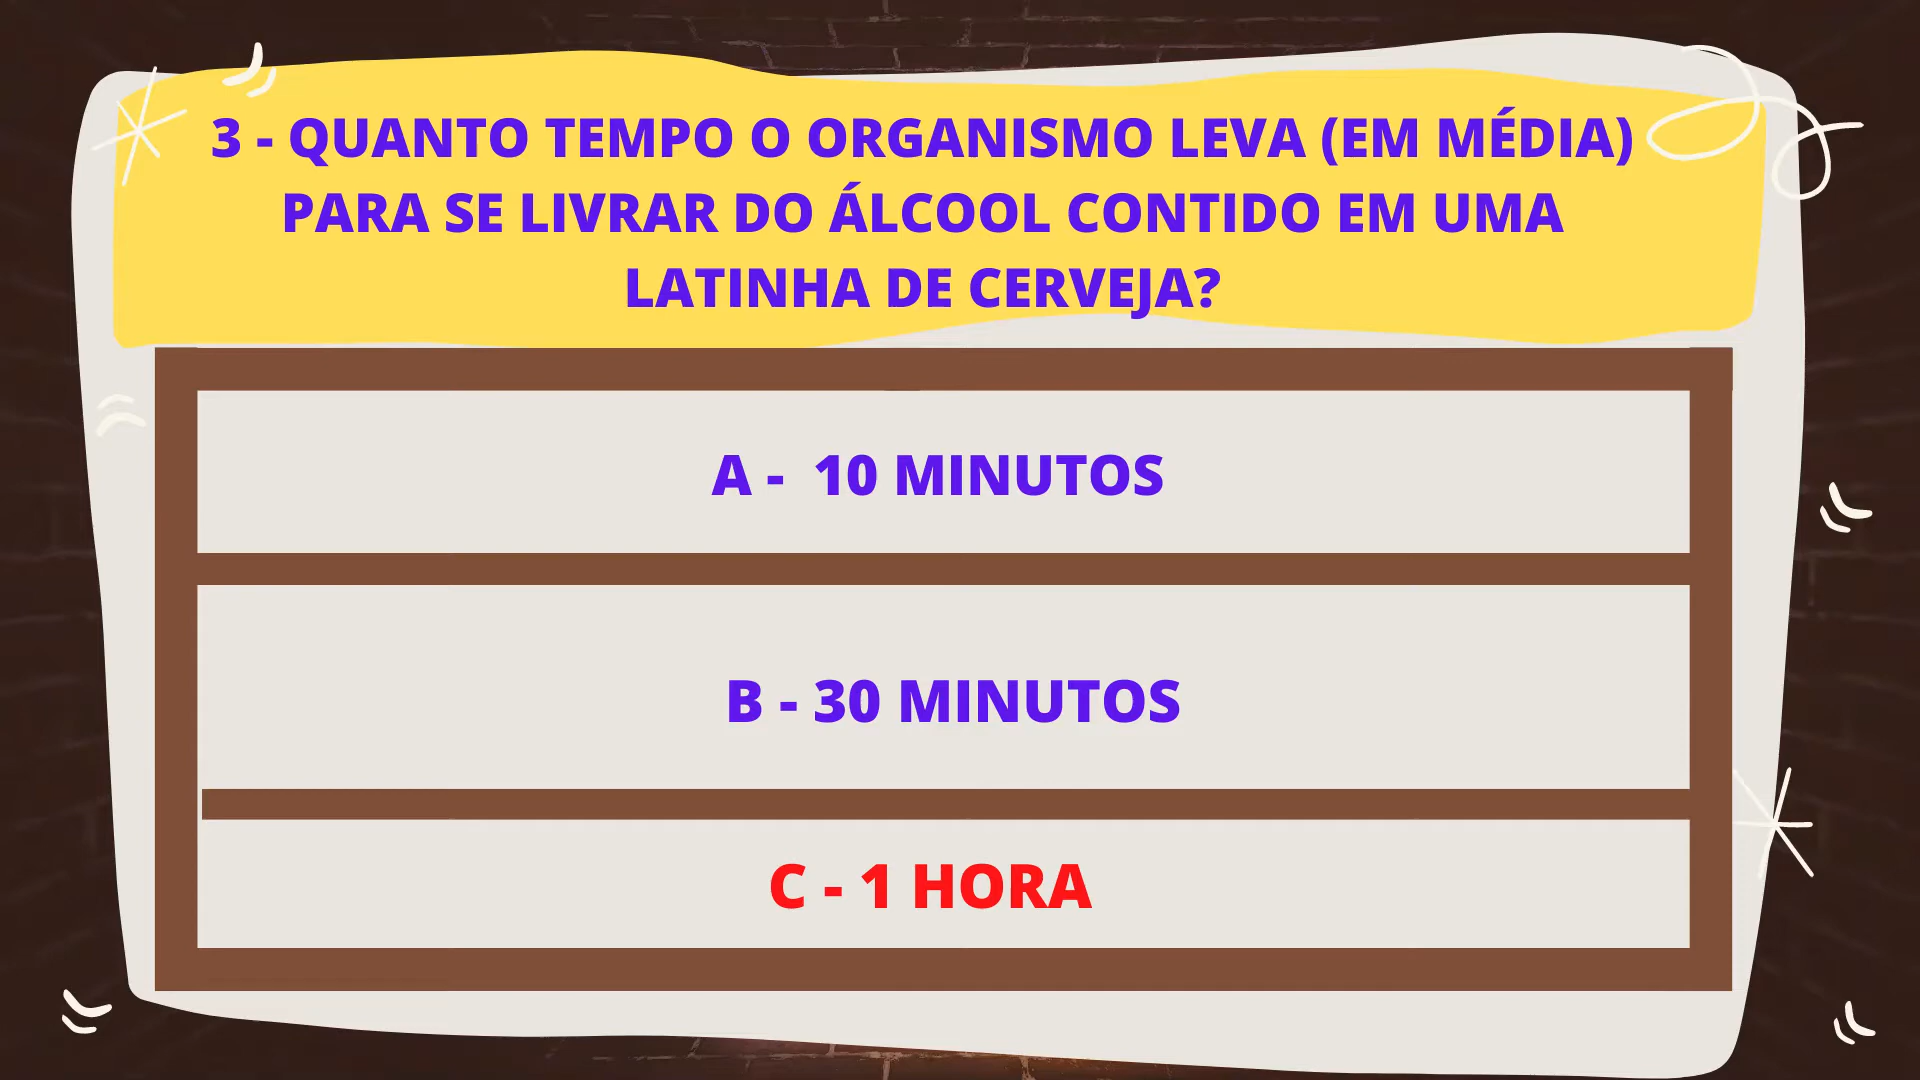 3 - QUANTO TEMPO O ORGANISMO LEVA (EM MÉDIA)
PARA SE LIVRAR DO ÁLCOOL CONTIDO EM UMA
LATINHA DE CERVEJA?
A - 10 MINUTOS
B - 30 MINUTOS
C - 1 HORA